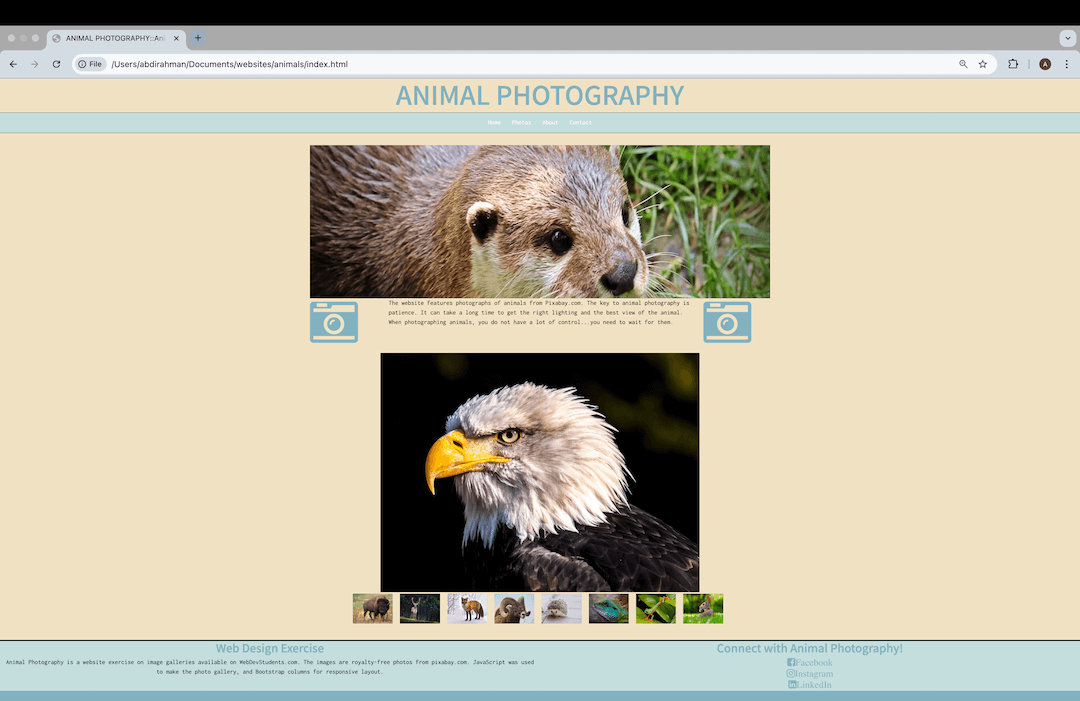 ANIMAL PHOTOGRAPHY::Ani
File
/Users/abdirahman/Documents/websites/animals/index.html
A
ANIMAL PHOTOGRAPHY
Home Photos About Contact
The website features photographs of animals from Pixabay.com. The key to animal photography is
patience. It can take a long time to get the right lighting and the best view of the animal.
When photographing animals, you do not have a lot of control...you need to wait for them.
Web Design Exercise
Animal Photography is a website exercise on image galleries available on WebDevStudents.com. The images are royalty-free photos from pixabay.com. JavaScript was used
to make the photo gallery, and Bootstrap columns for responsive layout.
Connect with Animal Photography!
Facebook
Instagram
LinkedIn